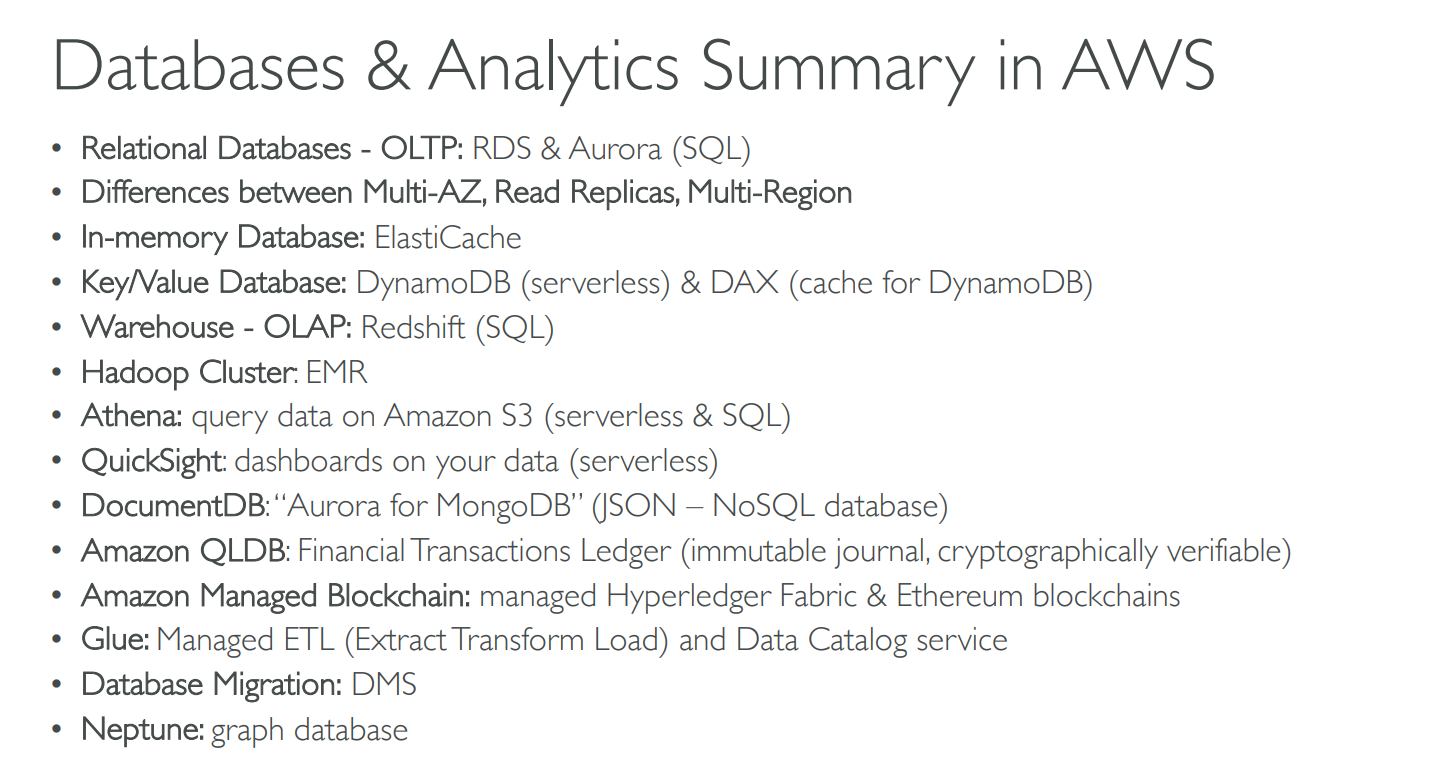 Databases & Analytics Summary in AWS
• Relational Databases - OLTP: RDS & Aurora (SQL)
• Differences between Multi-AZ, Read Replicas, Multi-Region
• In-memory Database: ElastiCache
• Key/Value Database: DynamoDB (serverless) & DAX (cache for DynamoDB)
• Warehouse - OLAP: Redshift (SQL)
• Hadoop Cluster: EMR
• Athena: query data on Amazon S3 (serverless & SQL)
• QuickSight: dashboards on your data (serverless)
• DocumentDB: “Aurora for MongoDB” (JSON – NoSQL database)
• Amazon QLDB: Financial Transactions Ledger (immutable journal, cryptographically verifiable)
• Amazon Managed Blockchain: managed Hyperledger Fabric & Ethereum blockchains
• Glue: Managed ETL (Extract Transform Load) and Data Catalog service
• Database Migration: DMS
• Neptune: graph database